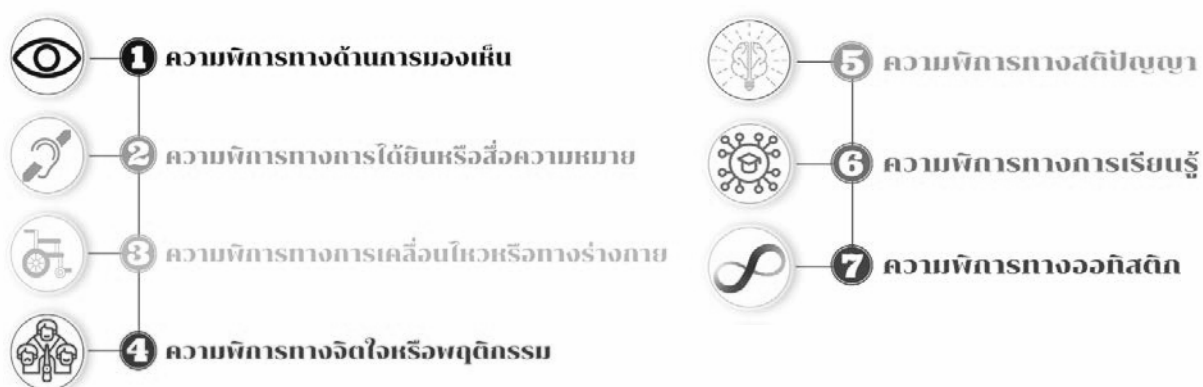 1 ความพิการทางด้านการมองเห็น
2 ความพิการทางการได้ยินหรือสื่อความหมาย
3 ความพิการทางการเคลื่อนไหวหรือทางร่างกาย
4 ความพิการทางจิตใจหรือพฤติกรรม
5 ความพิการทางสติปัญญา
6 ความพิการทางการเรียนรู้
7 ความพิการทางออทิสติก